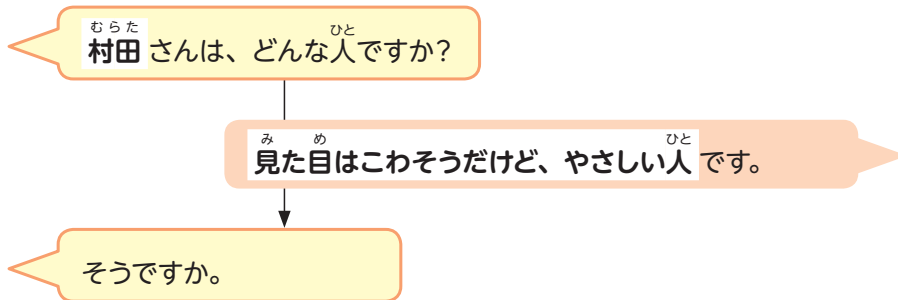 むらた ひと
村田さんは、どんな人ですか？
み め ひと
見た目はこわそうだけど、やさしい人です。
そうですか。